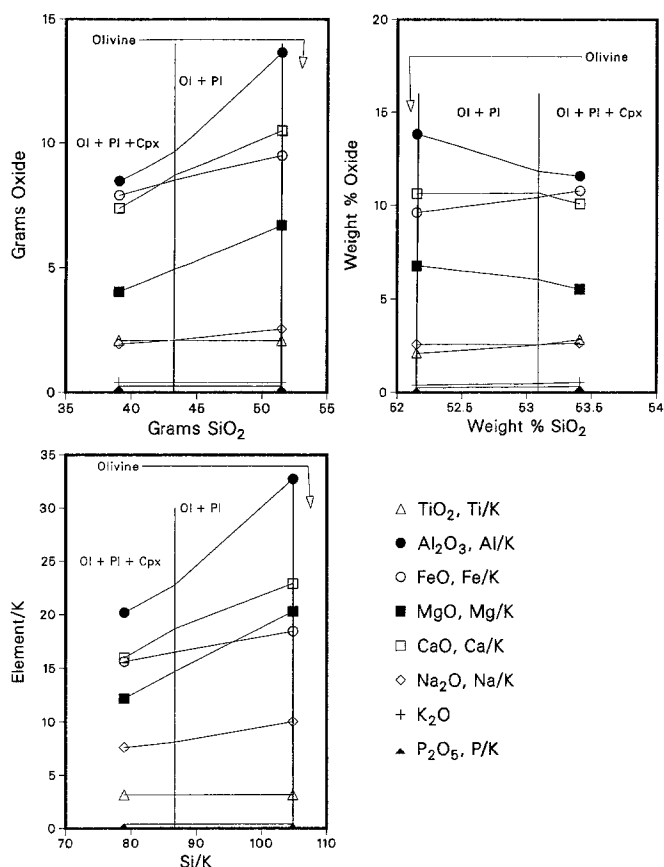 Olivine
Ol + Pl
Ol + Pl +Cpx
Grams Oxide
15
10
5
0
35
45
55
Grams SiO₂
Olivine
Ol + Pl
Ol + Pl + Cpx
Weight % Oxide
20
15
10
5
0
52
52.5
53
53.6
54
Weight % SiO₂
Olivine
Ol + Pl
Ol + Pl + Cpx
Element/K
35
30
25
20
15
10
5
0
70
80
90
100
110
Si/K
TiO₂, Ti/K
Al₂O₃, Al/K
FeO, Fe/K
MgO, Mg/K
CaO, Ca/K
Na₂O, Na/K
K₂O
P₂O₅, P/K